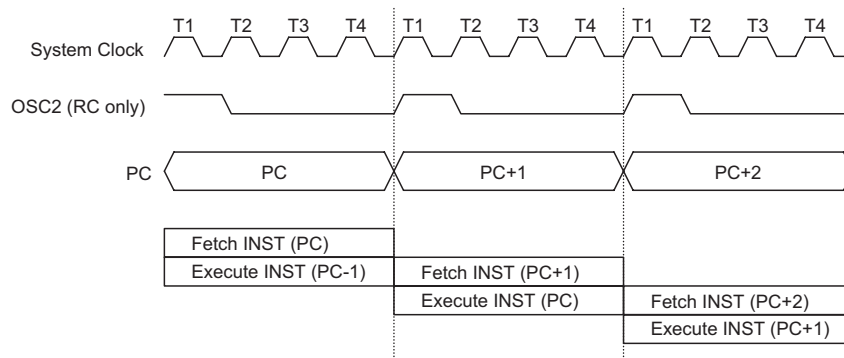 T1 T2 T3 T4 T1 T2 T3 T4 T1 T2 T3 T4
System Clock
OSC2 (RC only)
PC PC PC+1 PC+2
Fetch INST (PC)
Execute INST (PC-1) Fetch INST (PC+1)
Execute INST (PC) Fetch INST (PC+2)
Execute INST (PC+1)